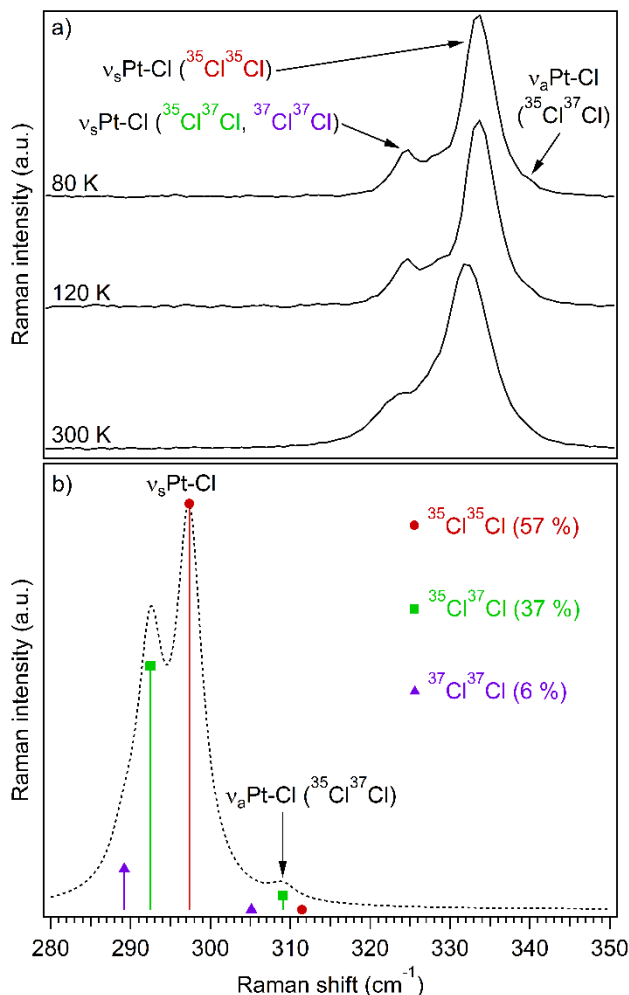 a)
νsPt-Cl (³⁵Cl³⁵Cl)
νaPt-Cl
(³⁵Cl³⁷Cl)
νsPt-Cl (³⁵Cl³⁷Cl, ³⁷Cl³⁷Cl)
80 K
120 K
300 K
Raman intensity (a.u.)
b)
νsPt-Cl
³⁵Cl³⁵Cl (57 %)
³⁵Cl³⁷Cl (37 %)
³⁷Cl³⁷Cl (6 %)
νaPt-Cl (³⁵Cl³⁷Cl)
Raman intensity (a.u.)
280 290 300 310 320 330 340 350
Raman shift (cm⁻¹)